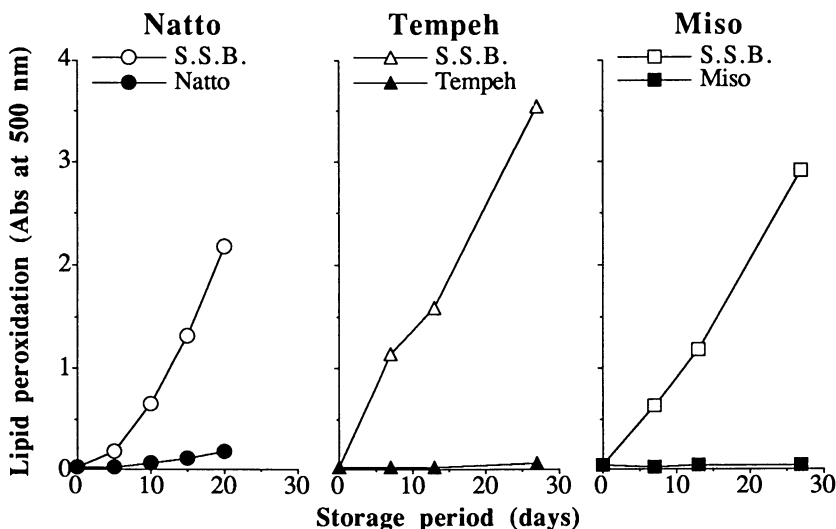 Natto
Tempeh
Miso
S.S.B.
Natto
S.S.B.
Tempeh
S.S.B.
Miso
Lipid peroxidation (Abs at 500 nm)
4
3
2
1
0
0 10 20 30
0 10 20 30
0 10 20 30
Storage period (days)